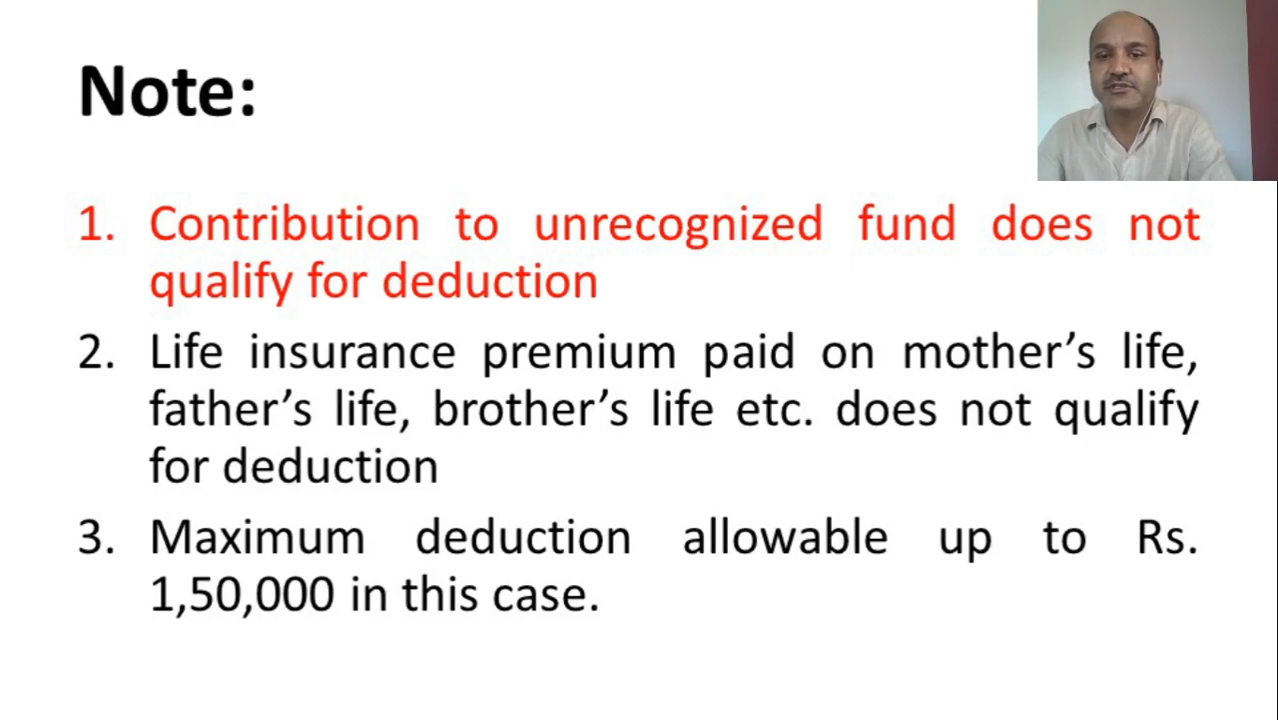 Note:
1. Contribution to unrecognized fund does not
qualify for deduction
2. Life insurance premium paid on mother’s life,
father’s life, brother’s life etc. does not qualify
for deduction
3. Maximum deduction allowable up to Rs.
1,50,000 in this case.